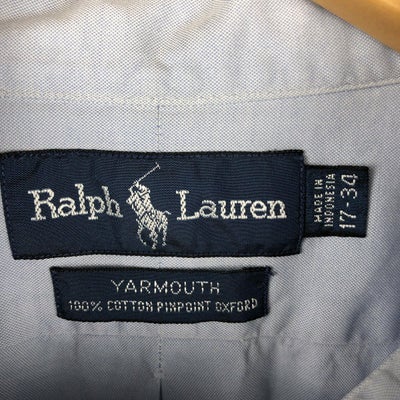 Ralph Lauren
MADE IN
INDONESIA
17-34
YARMOUTH
100% COTTON PINPOINT OXFORD